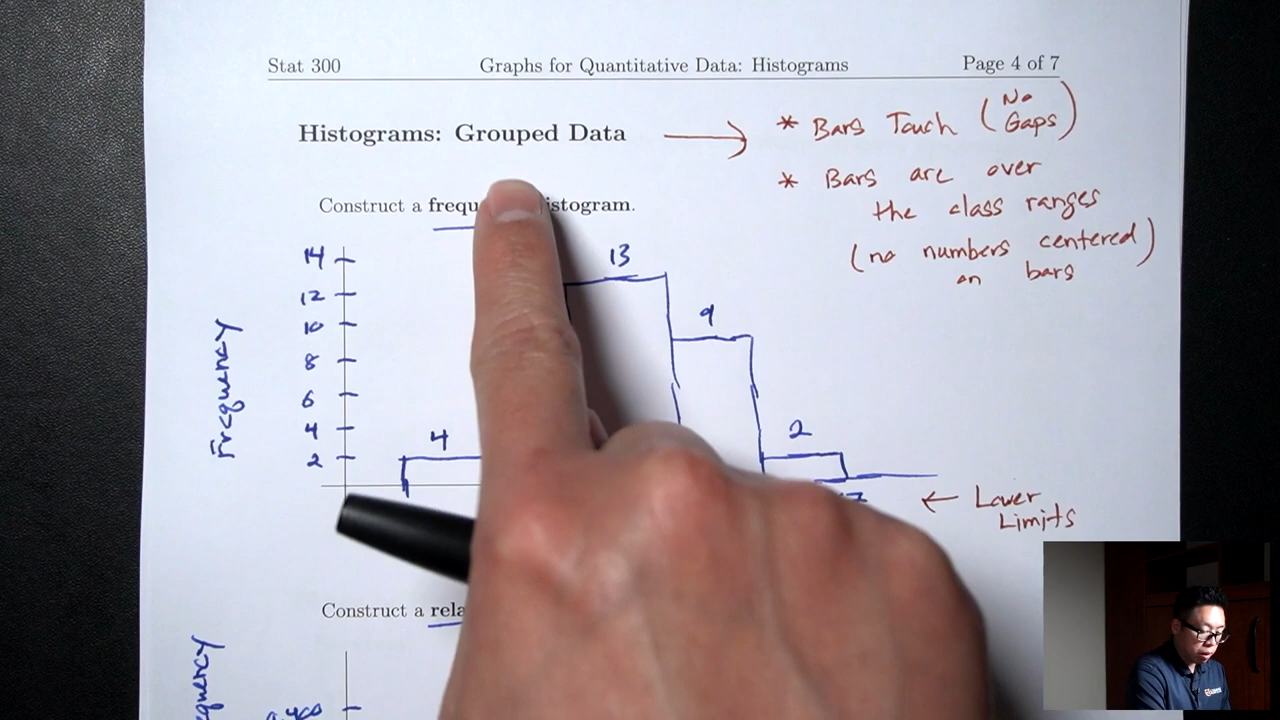 Stat 300 Graphs for Quantitative Data: Histograms Page 4 of 7
Histograms: Grouped Data
* Bars Touch (No Gaps)
* Bars are over
the class ranges
(no numbers centered)
on bars
Construct a
14
12
10
8
6
4
2
Frequency
4
13
9
2
← Lower
Limits
Construct a